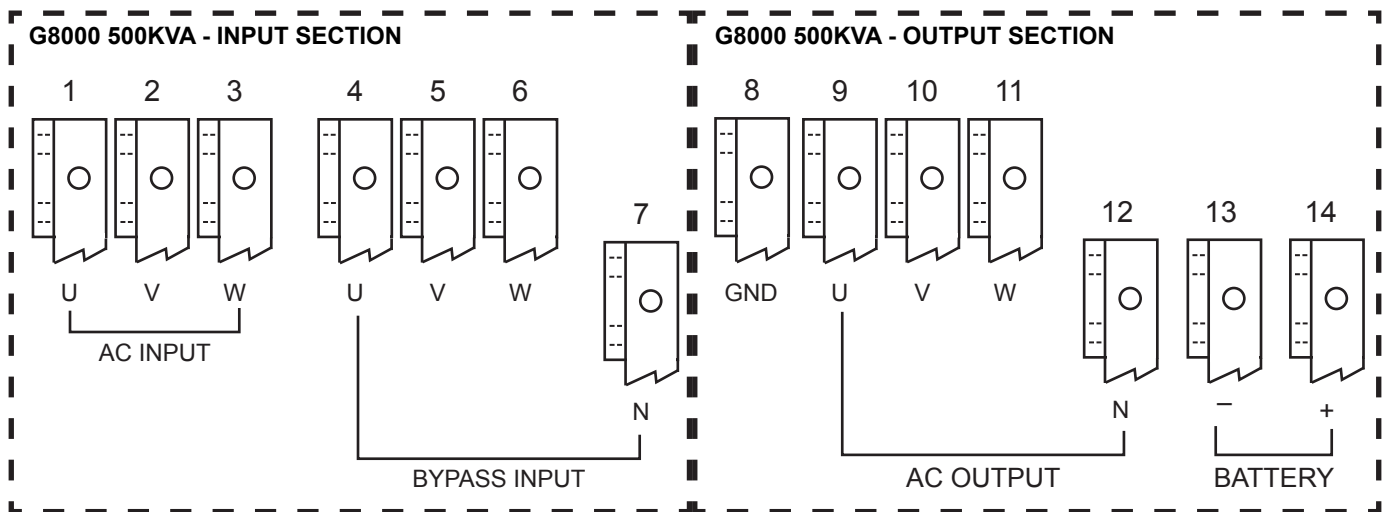 G8000 500KVA - INPUT SECTION
1 2 3 4 5 6
7
U V W U V W
AC INPUT
N
BYPASS INPUT
G8000 500KVA - OUTPUT SECTION
8 9 10 11
12 13 14
GND U V W
N – +
AC OUTPUT BATTERY